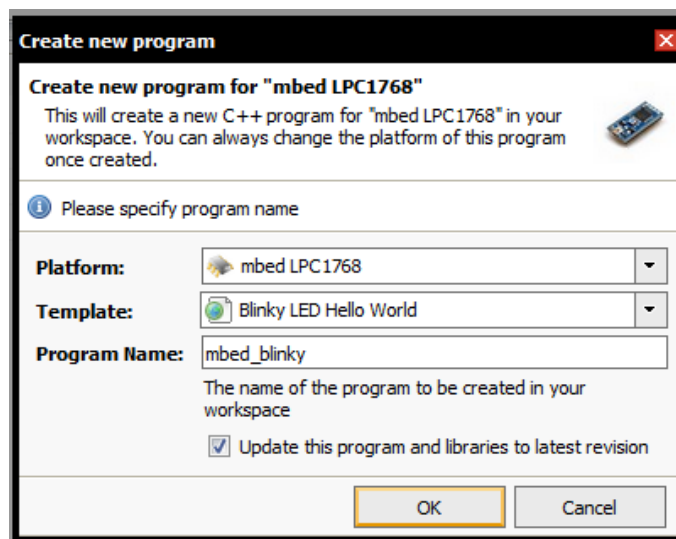 Create new program
Create new program for "mbed LPC1768"
This will create a new C++ program for "mbed LPC1768" in your
workspace. You can always change the platform of this program
once created.
Please specify program name
Platform:
mbed LPC1768
Template:
Blinky LED Hello World
Program Name:
mbed_blinky
The name of the program to be created in your
workspace
Update this program and libraries to latest revision
OK
Cancel